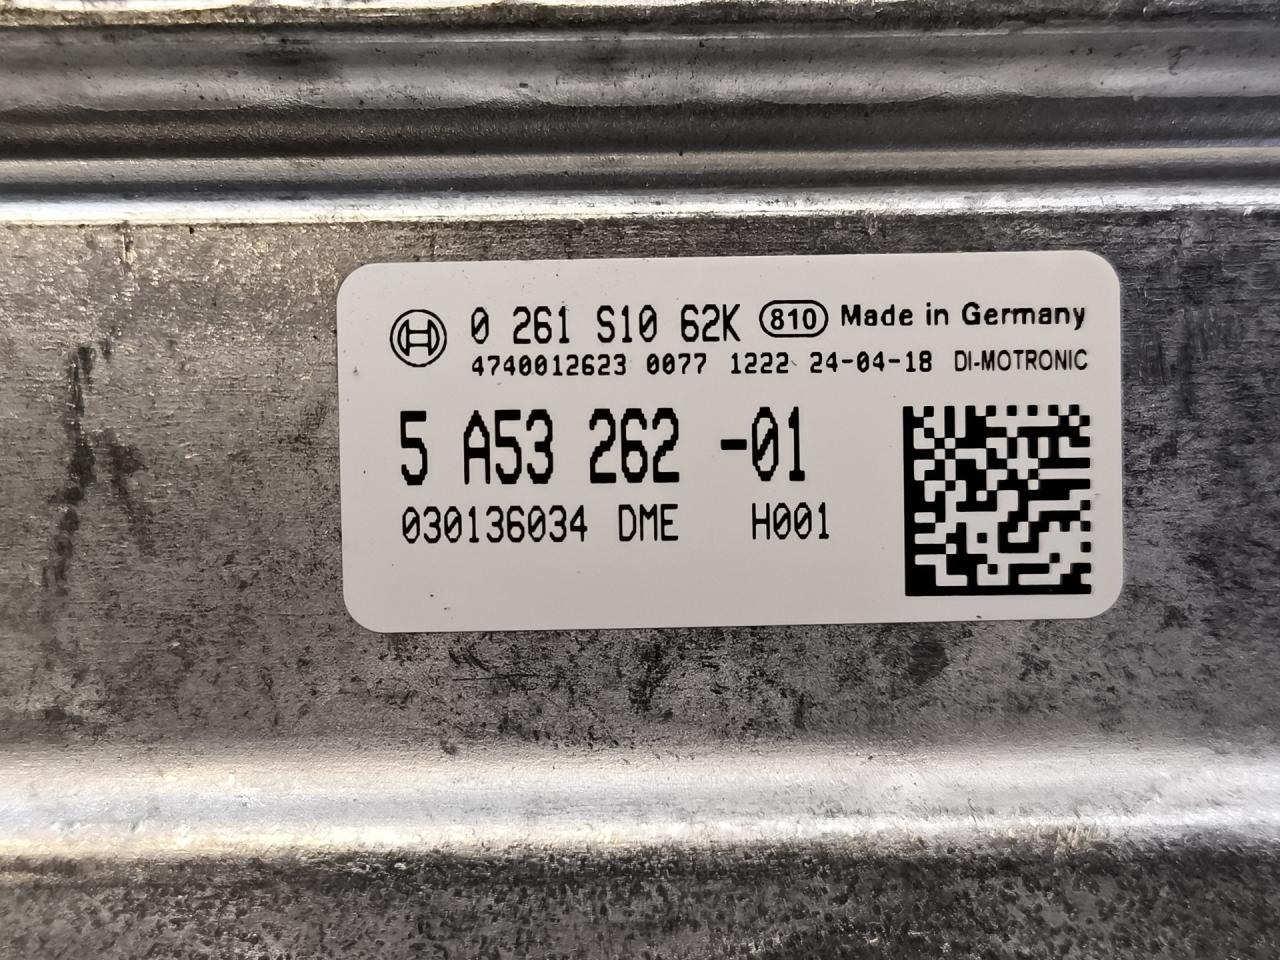 0 261 S10 62K 810 Made in Germany
4740012623 0077 1222 24-04-18 DI-MOTRONIC
5 A53 262 -01
030136034 DME H001